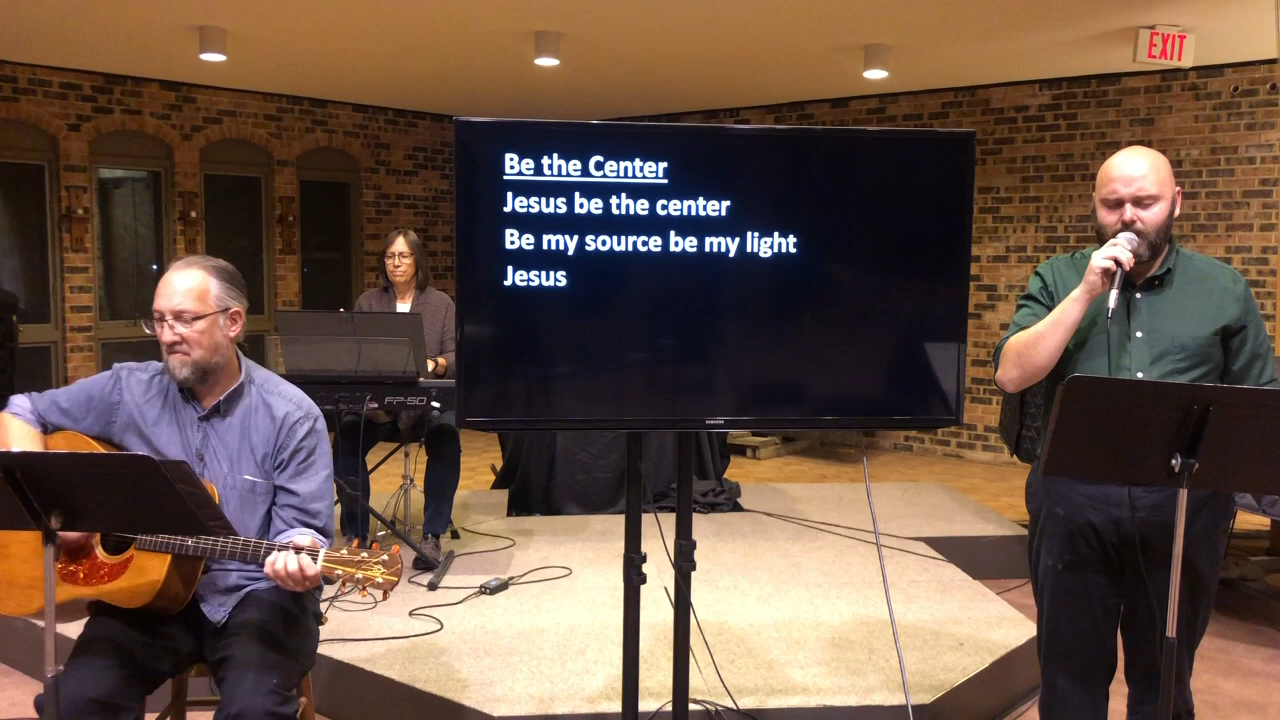 EXIT
Be the Center
Jesus be the center
Be my source be my light
Jesus
FP-50
SAMSUNG